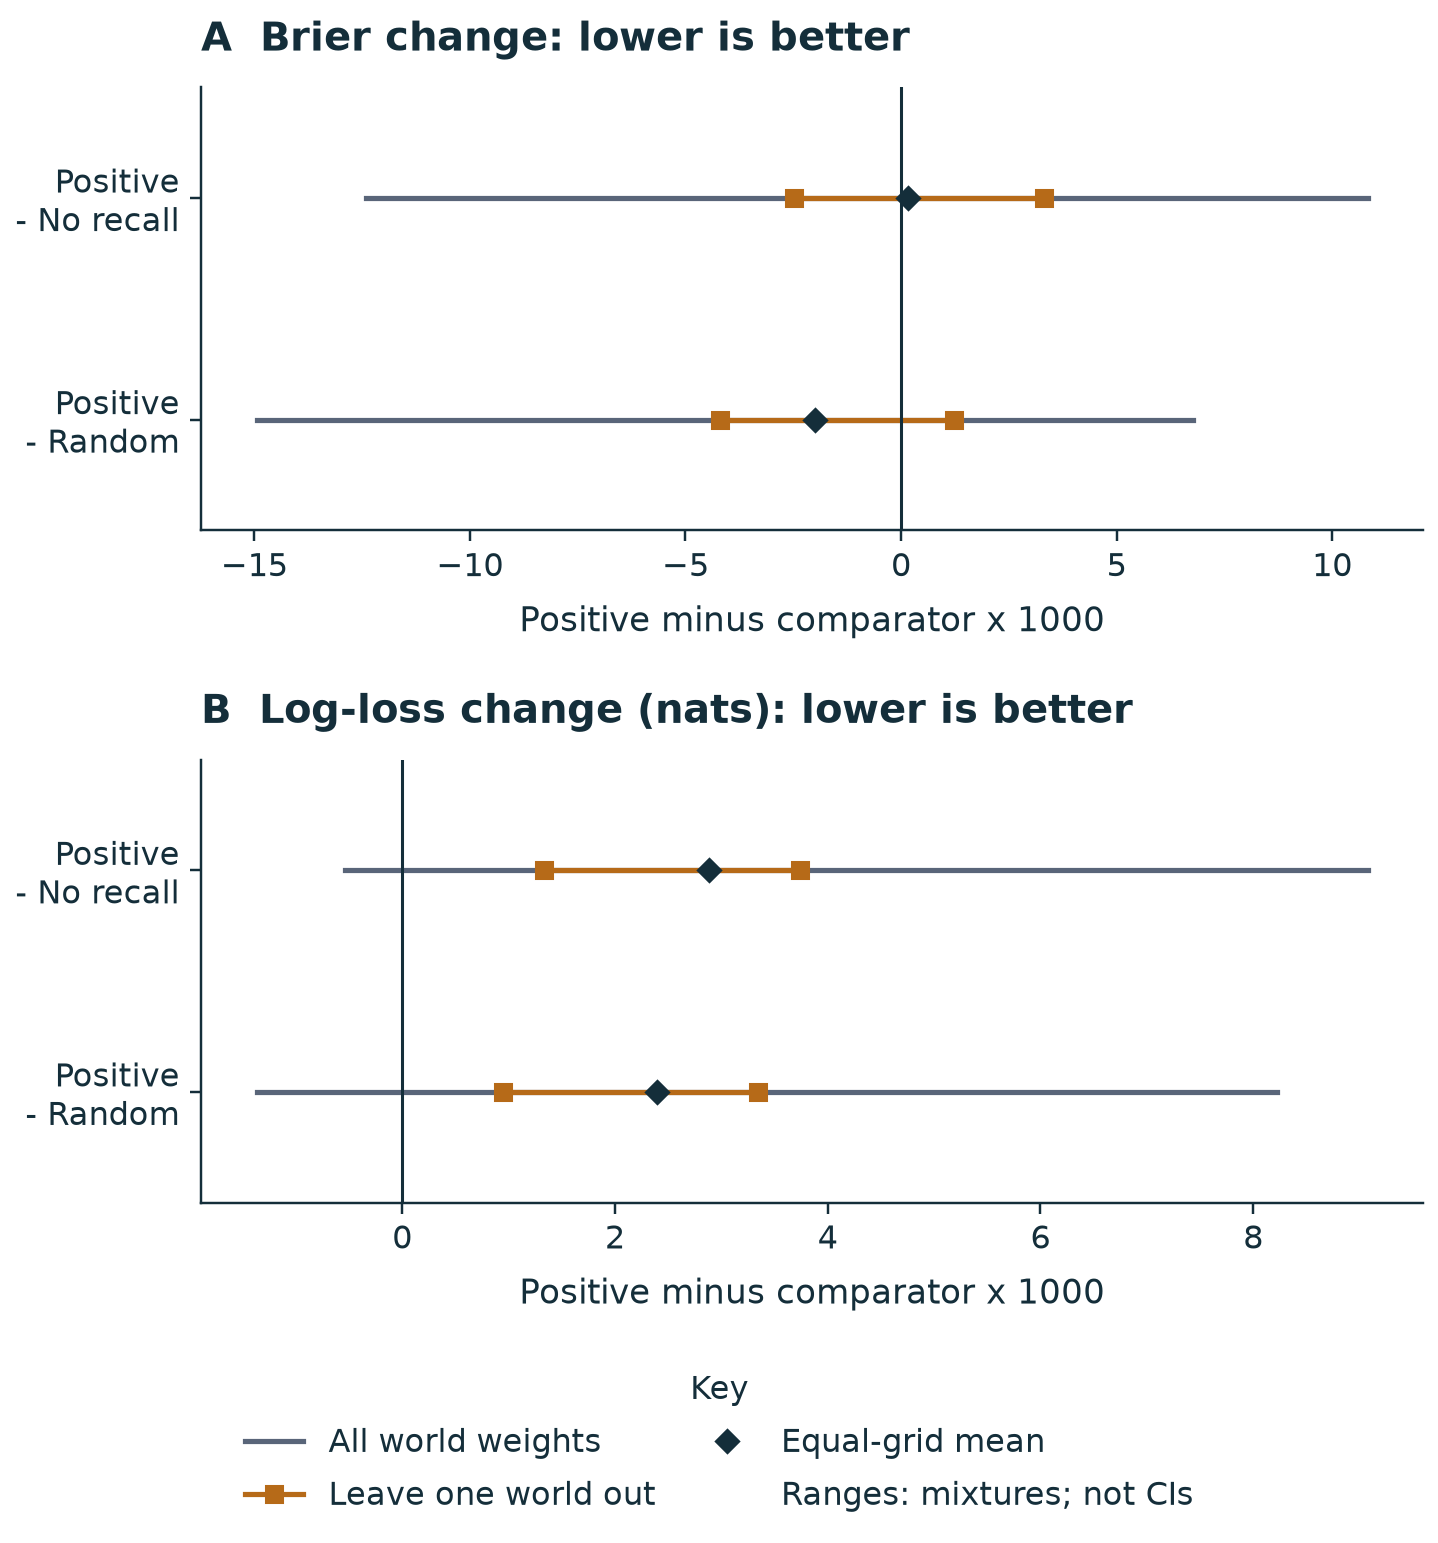 A  Brier change: lower is better
Positive
- No recall
Positive
- Random
−15
−10
−5
0
5
10
Positive minus comparator x 1000
B  Log-loss change (nats): lower is better
Positive
- No recall
Positive
- Random
0
2
4
6
8
Positive minus comparator x 1000
Key
All world weights
Leave one world out
Equal-grid mean
Ranges: mixtures; not CIs